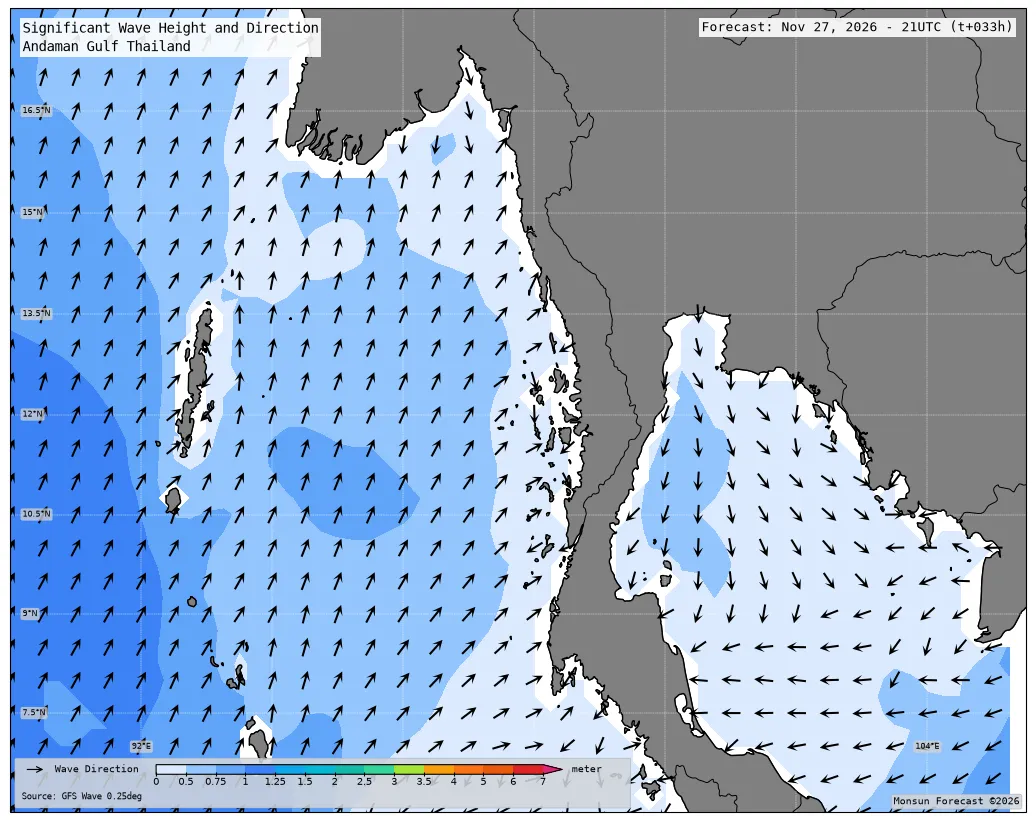 Significant Wave Height and Direction
Andaman Gulf Thailand
Forecast: Nov 27, 2026 - 21UTC (t+033h)
16.5°N
15°N
13.5°N
12°N
10.5°N
9°N
7.5°N
92°E
104°E
Wave Direction
0 0.5 0.75 1 1.25 1.5 2 2.5 3 3.5 4 5 6 7
meter
Source: GFS Wave 0.25deg
Monsun Forecast ©2026